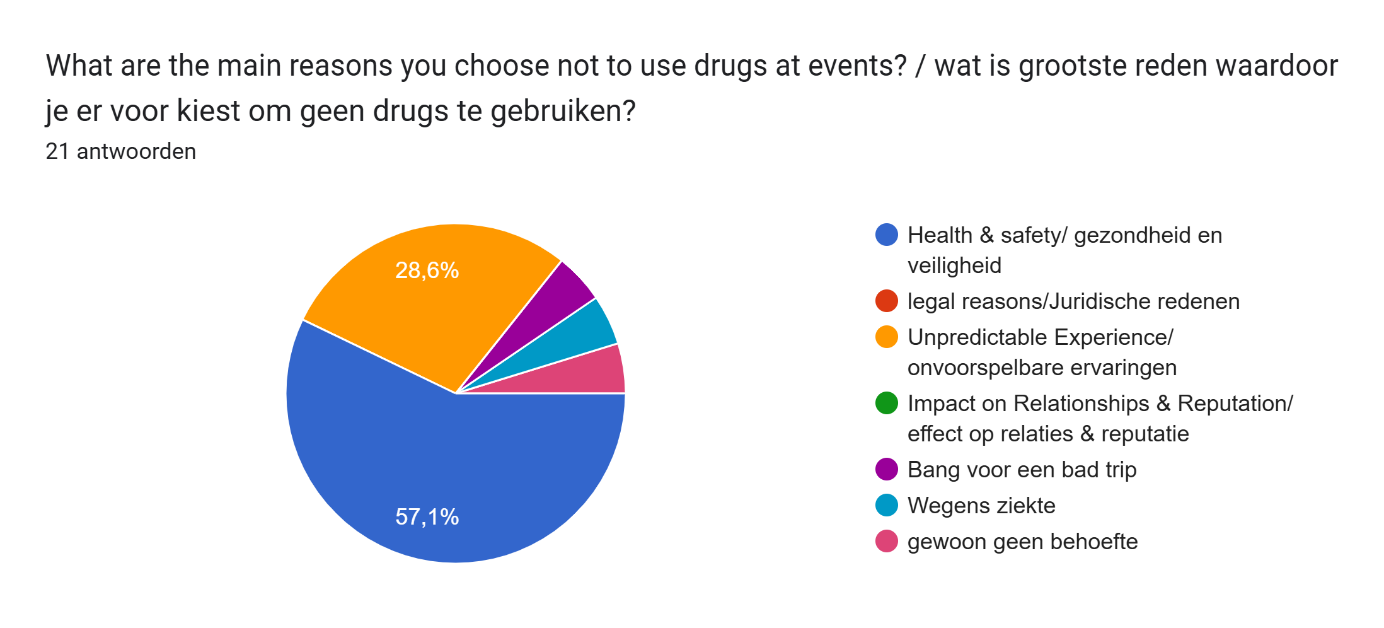 What are the main reasons you choose not to use drugs at events? / wat is grootste reden waardoor
je er voor kiest om geen drugs te gebruiken?
21 antwoorden
28,6%
57,1%
Health & safety/ gezondheid en
veiligheid
legal reasons/Juridische redenen
Unpredictable Experience/
onvoorspelbare ervaringen
Impact on Relationships & Reputation/
effect op relaties & reputatie
Bang voor een bad trip
Wegens ziekte
gewoon geen behoefte